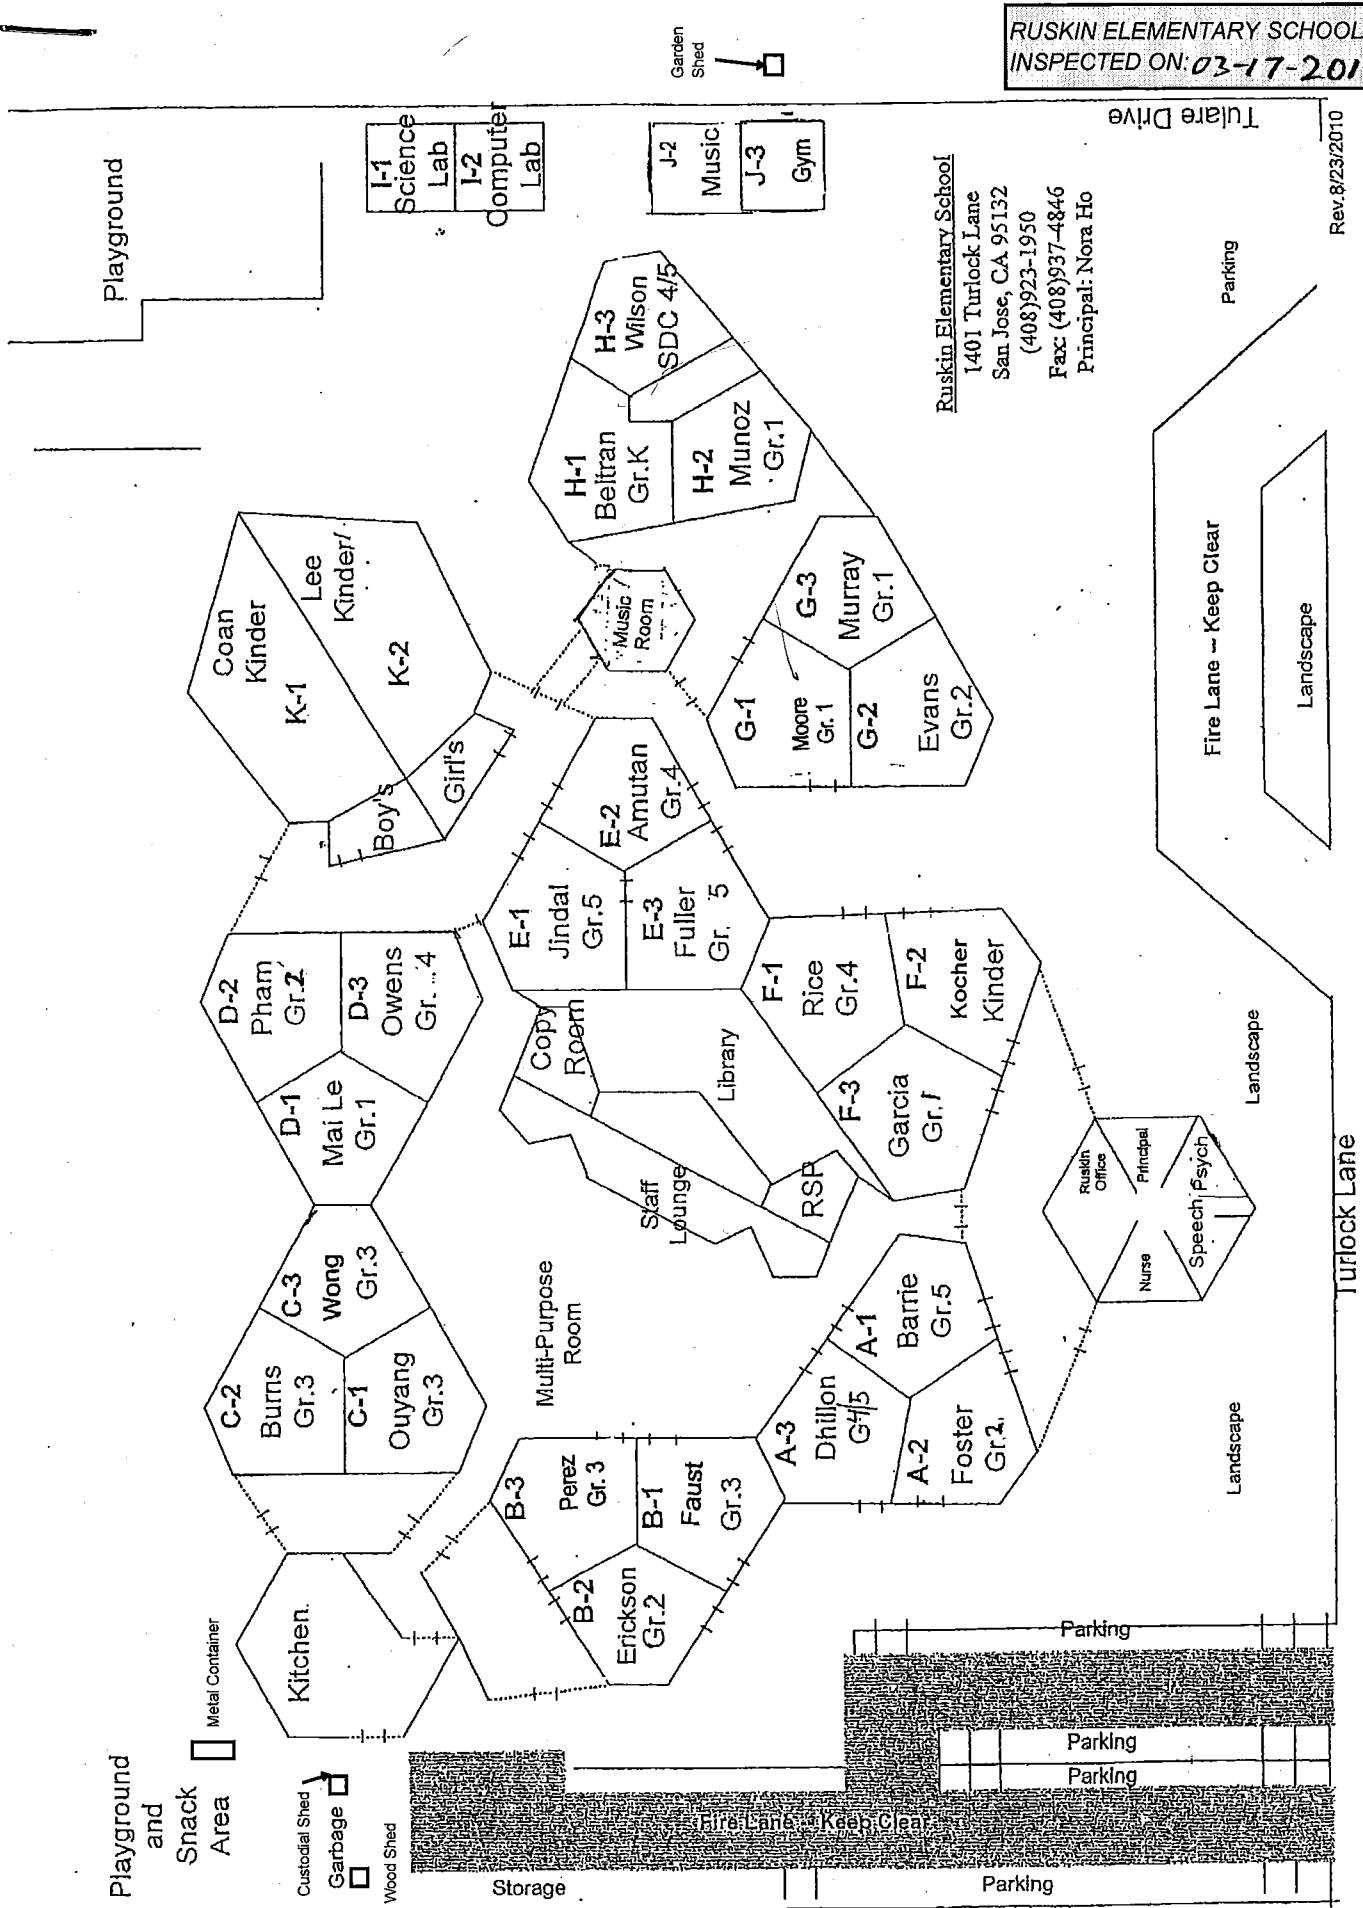 RUSKIN ELEMENTARY SCHOOL
INSPECTED ON: 03-17-201
Garden
Shed
Tulare Drive
Rev.8/23/2010
Playground
I-1
Science
Lab
I-2
Computer
Lab
J-2
Music
J-3
Gym
Ruskin Elementary School
1401 Turlock Lane
San Jose, CA 95132
(408)923-1950
Fax: (408)937-4846
Principal: Nora Ho
Parking
H-3
Wilson
SDC 4/5
H-1
Beltran
Gr.K
H-2
Munoz
Gr.1
Coan
Kinder
K-1
Lee
Kinder/
K-2
Boy's
Girl's
Music
Room
G-3
Murray
Gr.1
G-1
Moore
Gr.1
G-2
Evans
Gr.2
Fire Lane -- Keep Clear
Landscape
D-2
Pham
Gr.2
D-3
Owens
Gr. 4
D-1
Mai Le
Gr.1
E-1
Jindal
Gr.5
E-2
Amutan
Gr.4
E-3
Fuller
Gr. 5
Copy
Room
Library
Staff
Lounge
RSP
F-1
Rice
Gr.4
F-2
Kocher
Kinder
F-3
Garcia
Gr.1
Ruskin
Office
Principal
Psych
Speech
Nurse
Landscape
Turlock Lane
Landscape
C-3
Wong
Gr.3
C-2
Burns
Gr.3
C-1
Ouyang
Gr.3
Multi-Purpose
Room
A-1
Barrie
Gr.5
A-3
Dhillon
G4/5
A-2
Foster
Gr.2
B-3
Perez
Gr. 3
B-1
Faust
Gr.3
B-2
Erickson
Gr.2
Kitchen
Metal Container
Playground
and
Snack
Area
Custodial Shed
Garbage
Wood Shed
Storage
Fire Lane - Keep Clear
Parking
Parking
Parking
Parking